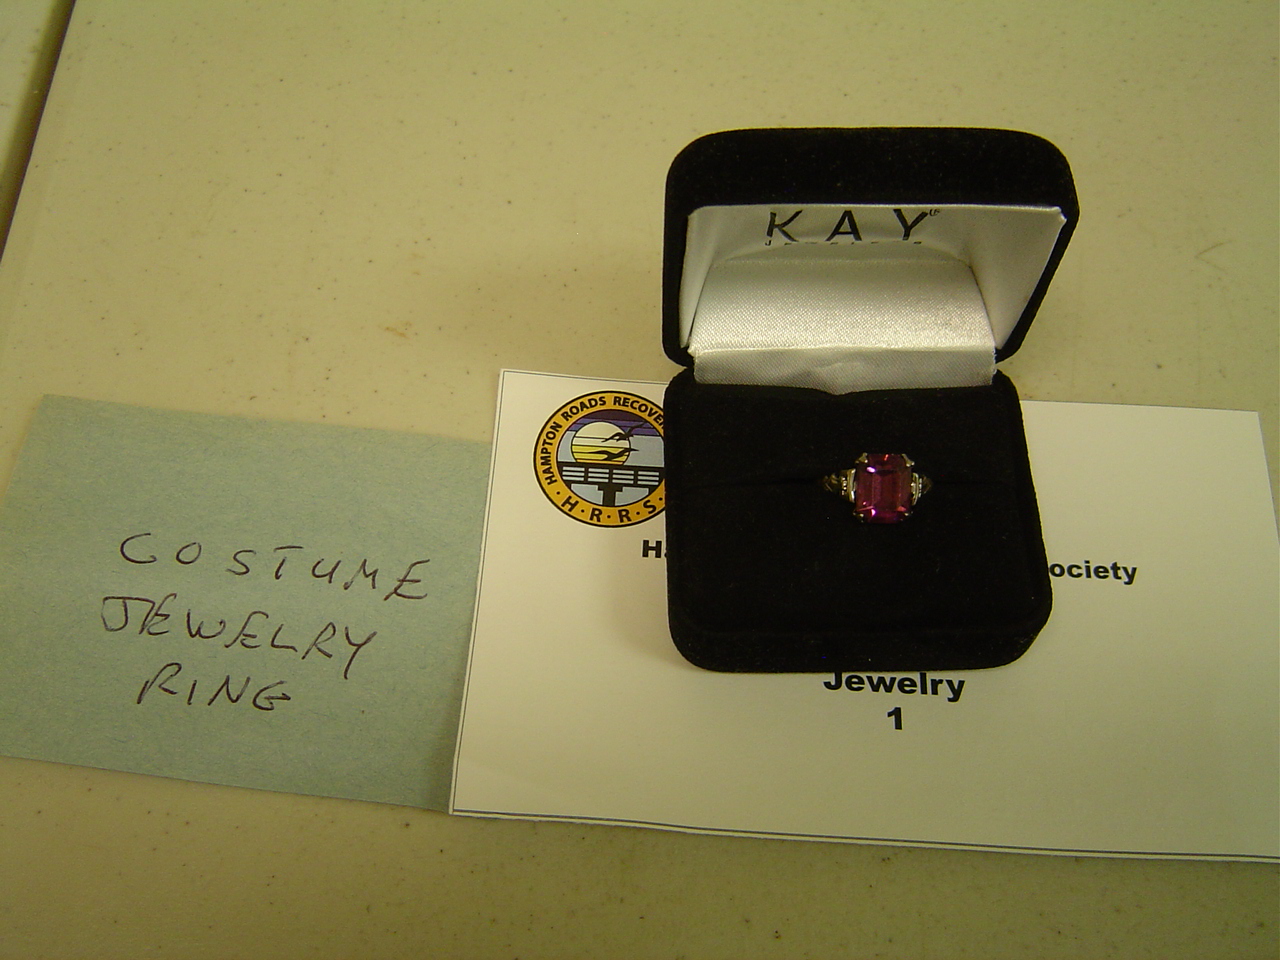 KAY
COSTUME
JEWELRY
RING
HAMPTON ROADS RECOVER
H·R·R·S·
Ha
ociety
Jewelry
1